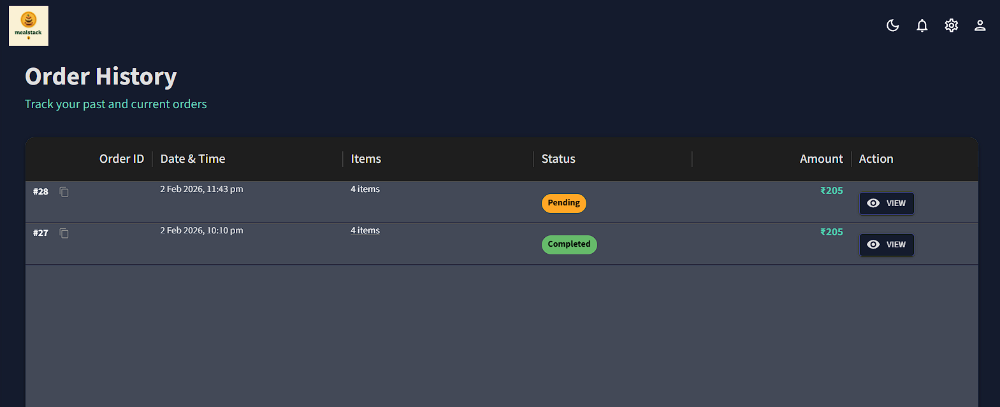 mealstack
Order History
Track your past and current orders
Order ID Date & Time Items Status Amount Action
#28 2 Feb 2026, 11:43 pm 4 items Pending ₹205 VIEW
#27 2 Feb 2026, 10:10 pm 4 items Completed ₹205 VIEW